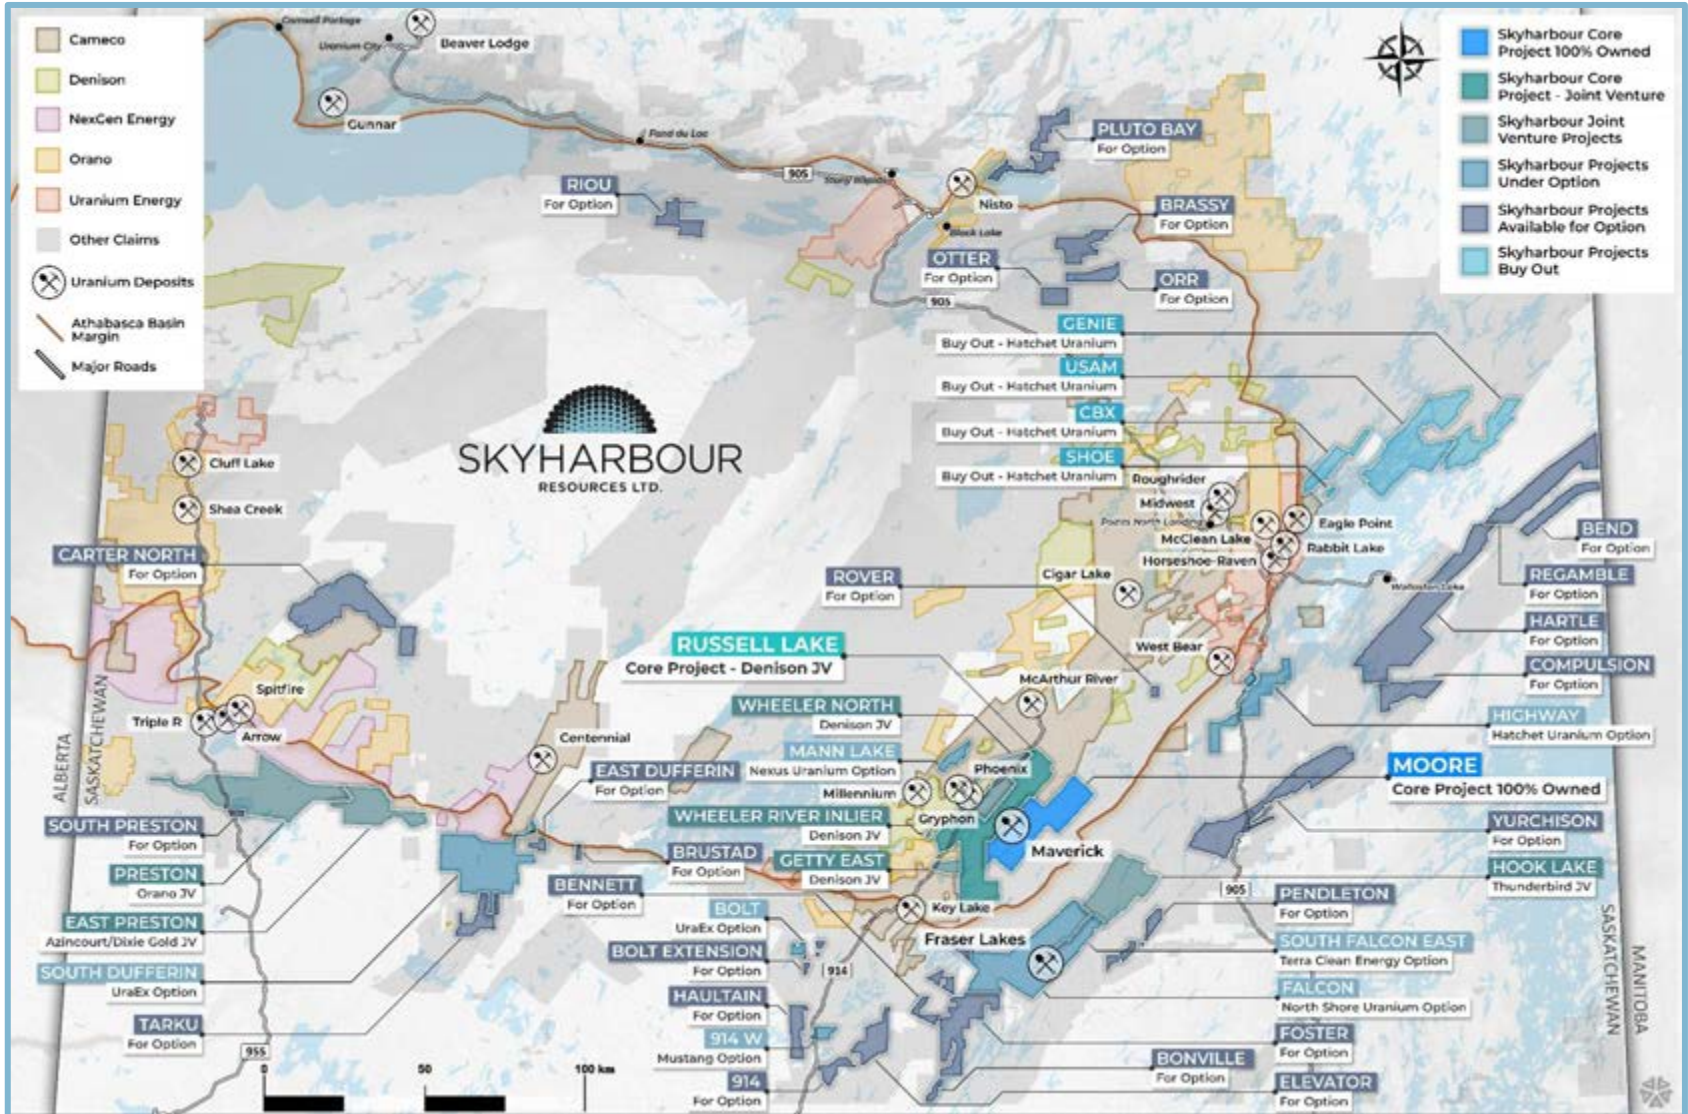 Cameco
Denison
NexGen Energy
Orano
Uranium Energy
Other Claims
Uranium Deposits
Athabasca Basin
Margin
Major Roads
Skyharbour Core
Project 100% Owned
Skyharbour Core
Project - Joint Venture
Skyharbour Joint
Venture Projects
Skyharbour Projects
Under Option
Skyharbour Projects
Available for Option
Skyharbour Projects
Buy Out
Camsell Portage
Uranium City
Beaver Lodge
Gunnar
Fond du Lac
905
Stony Rapids
Nisto
Black Lake
PLUTO BAY
For Option
RIOU
For Option
BRASSY
For Option
OTTER
For Option
ORR
For Option
905
GENIE
Buy Out - Hatchet Uranium
USAM
Buy Out - Hatchet Uranium
CBX
Buy Out - Hatchet Uranium
SHOE
Buy Out - Hatchet Uranium
SKYHARBOUR
RESOURCES LTD.
Cluff Lake
Shea Creek
Roughrider
Midwest
Points North Landing
McClean Lake
Eagle Point
Rabbit Lake
Horseshoe-Raven
Cigar Lake
Wollaston Lake
West Bear
McArthur River
CARTER NORTH
For Option
ROVER
For Option
BEND
For Option
REGAMBLE
For Option
HARTLE
For Option
COMPULSION
For Option
HIGHWAY
Hatchet Uranium Option
RUSSELL LAKE
Core Project - Denison JV
WHEELER NORTH
Denison JV
MANN LAKE
Nexus Uranium Option
Spitfire
Triple R
Arrow
Centennial
EAST DUFFERIN
For Option
Millennium
Phoenix
Gryphon
WHEELER RIVER INLIER
Denison JV
MOORE
Core Project 100% Owned
Maverick
YURCHISON
For Option
HOOK LAKE
Thunderbird JV
ALBERTA
SASKATCHEWAN
SOUTH PRESTON
For Option
PRESTON
Orano JV
EAST PRESTON
Azincourt/Dixie Gold JV
SOUTH DUFFERIN
UraEx Option
TARKU
For Option
BRUSTAD
For Option
GETTY EAST
Denison JV
BENNETT
For Option
BOLT
UraEx Option
BOLT EXTENSION
For Option
HAULTAIN
For Option
914 W
Mustang Option
914
For Option
Key Lake
Fraser Lakes
914
905
PENDLETON
For Option
SOUTH FALCON EAST
Terra Clean Energy Option
FALCON
North Shore Uranium Option
FOSTER
For Option
BONVILLE
For Option
ELEVATOR
For Option
SASKATCHEWAN
MANITOBA
955
0
50
100 km